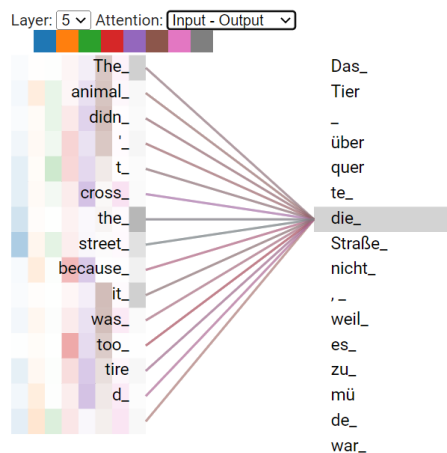 Layer: 5 Attention: Input - Output
The_ Das_
animal_ Tier
didn_ _
'_ über
t_ quer
cross_ te_
the_ die_
street_ Straße_
because_ nicht_
it_ , _
was_ weil_
too_ es_
tire zu_
d_ mü
de_
war_